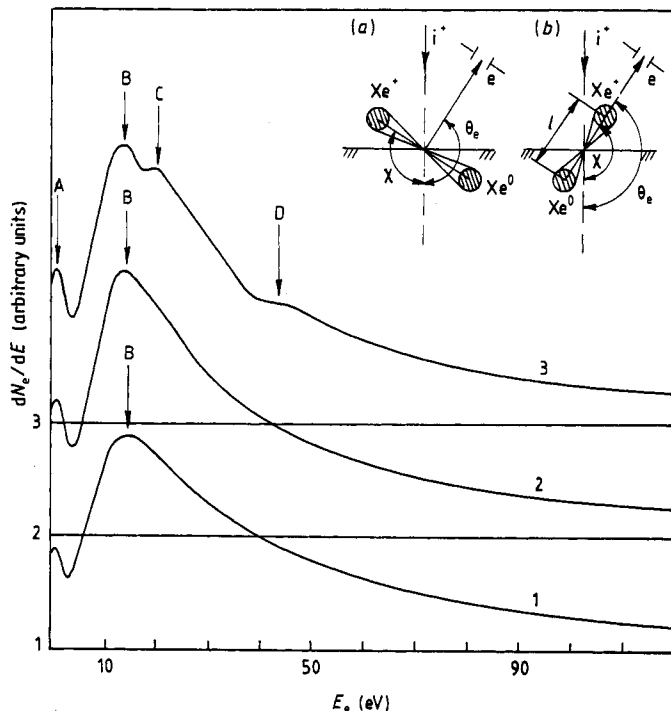 (a)
i⁺
e
Xe⁺
θₑ
χ
Xe⁰
(b)
i⁺
e
Xe⁺
l
χ
Xe⁰
θₑ
B
C
A
B
D
B
3
2
1
3
2
1
dNₑ/dE (arbitrary units)
10
50
90
Eₑ (eV)